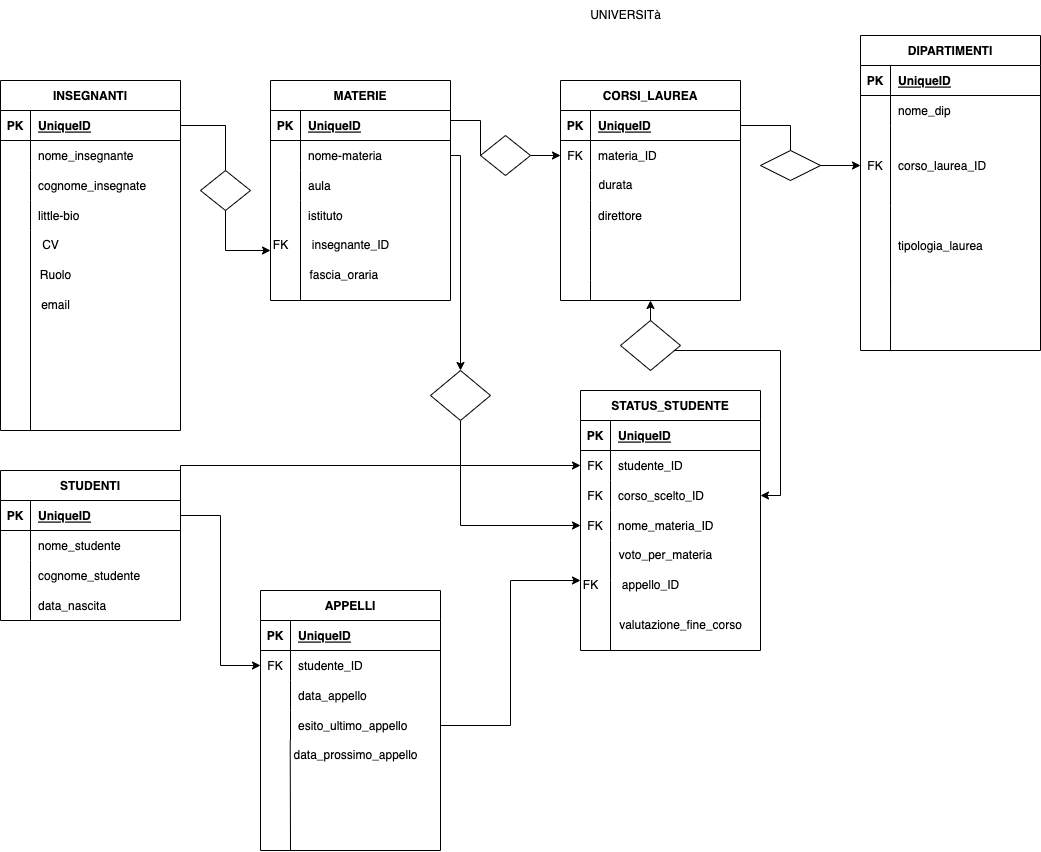 UNIVERSITà
DIPARTIMENTI
PK UniqueID
nome_dip
FK corso_laurea_ID
tipologia_laurea
INSEGNANTI
PK UniqueID
nome_insegnante
cognome_insegnate
little-bio
CV
Ruolo
email
MATERIE
PK UniqueID
nome-materia
aula
istituto
FK insegnante_ID
fascia_oraria
CORSI_LAUREA
PK UniqueID
FK materia_ID
durata
direttore
STATUS_STUDENTE
PK UniqueID
FK studente_ID
FK corso_scelto_ID
FK nome_materia_ID
voto_per_materia
FK appello_ID
valutazione_fine_corso
STUDENTI
PK UniqueID
nome_studente
cognome_studente
data_nascita
APPELLI
PK UniqueID
FK studente_ID
data_appello
esito_ultimo_appello
data_prossimo_appello